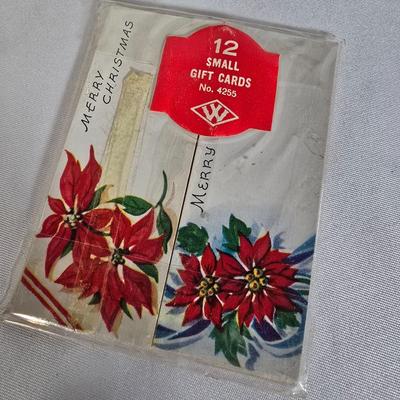 12
SMALL
GIFT CARDS
No. 4255
W
MERRY
CHRISTMAS
MERRY